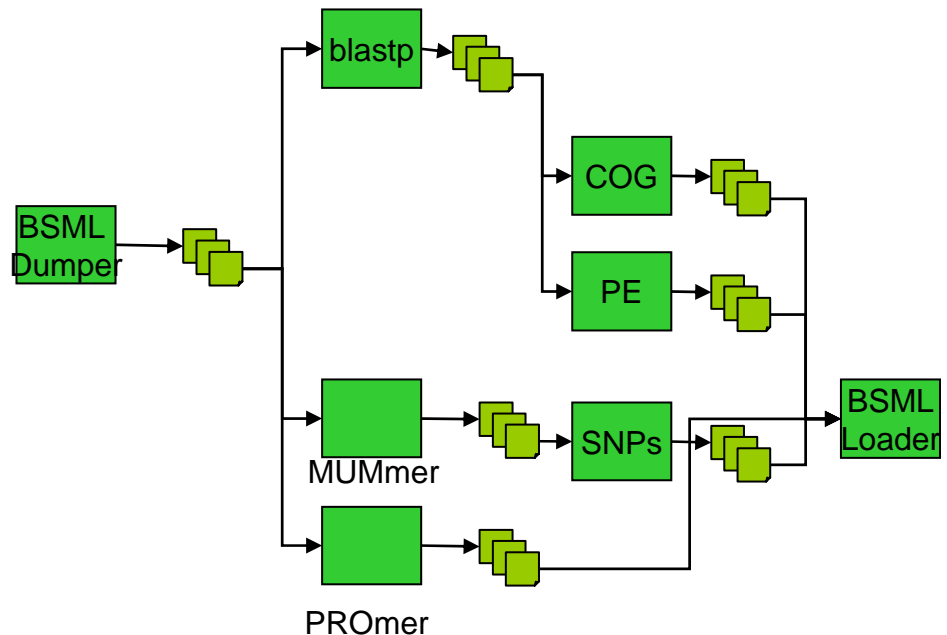 blastp
COG
BSML
Dumper
PE
BSML
Loader
SNPs
MUMmer
PROmer